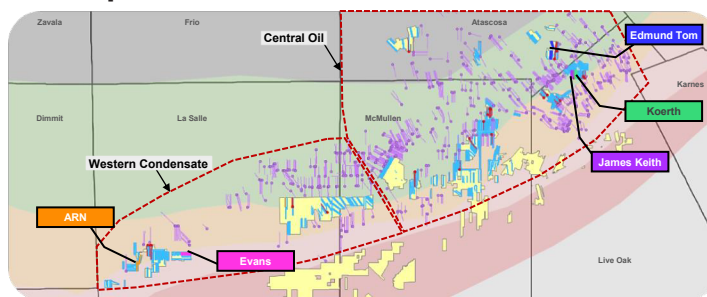 Zavala
Frio
Atascosa
Central Oil
Edmund Tom
Karnes
Dimmit
La Salle
McMullen
Koerth
Western Condensate
James Keith
ARN
Evans
Live Oak